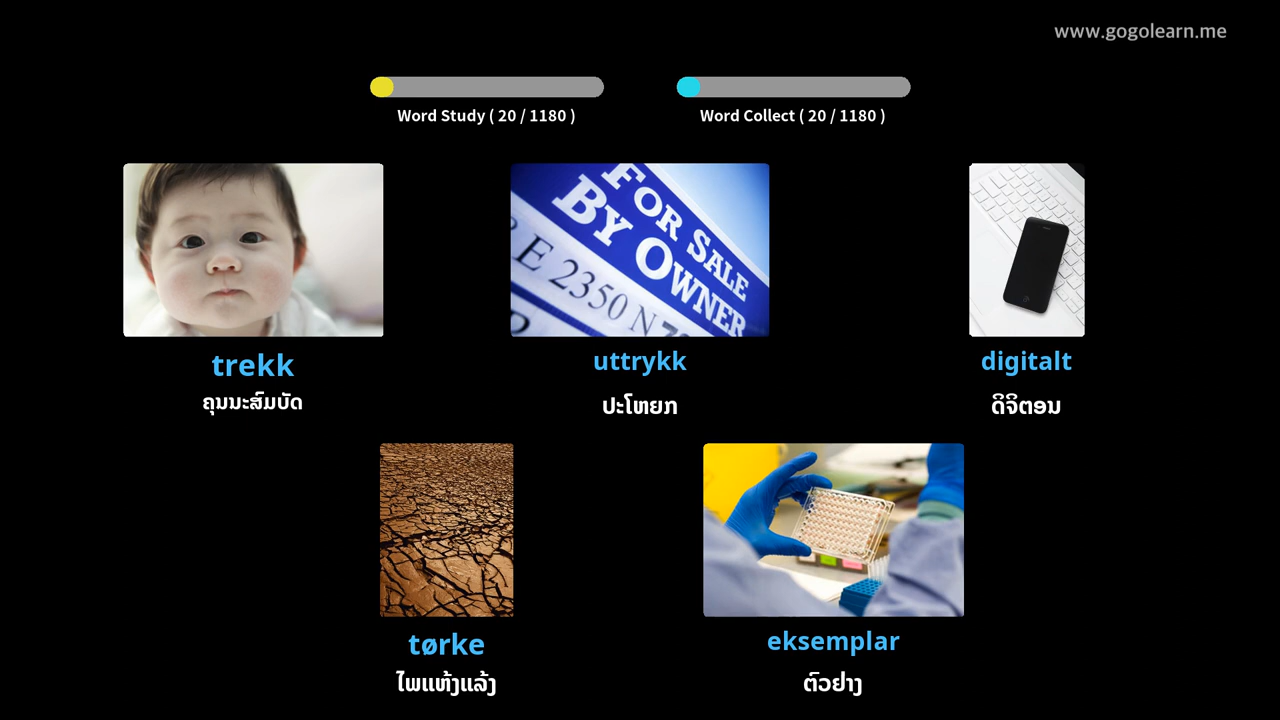 www.gogolearn.me
Word Study ( 20 / 1180 )
Word Collect ( 20 / 1180 )
FOR SALE
BY OWNER
E 2350 N
trekk
ຄຸນນະສົມບັດ
uttrykk
ປະໂຫຍກ
digitalt
ດິຈິຕອນ
tørke
ໄພແຫ້ງແລ້ງ
eksemplar
ຕົວຢ່າງ